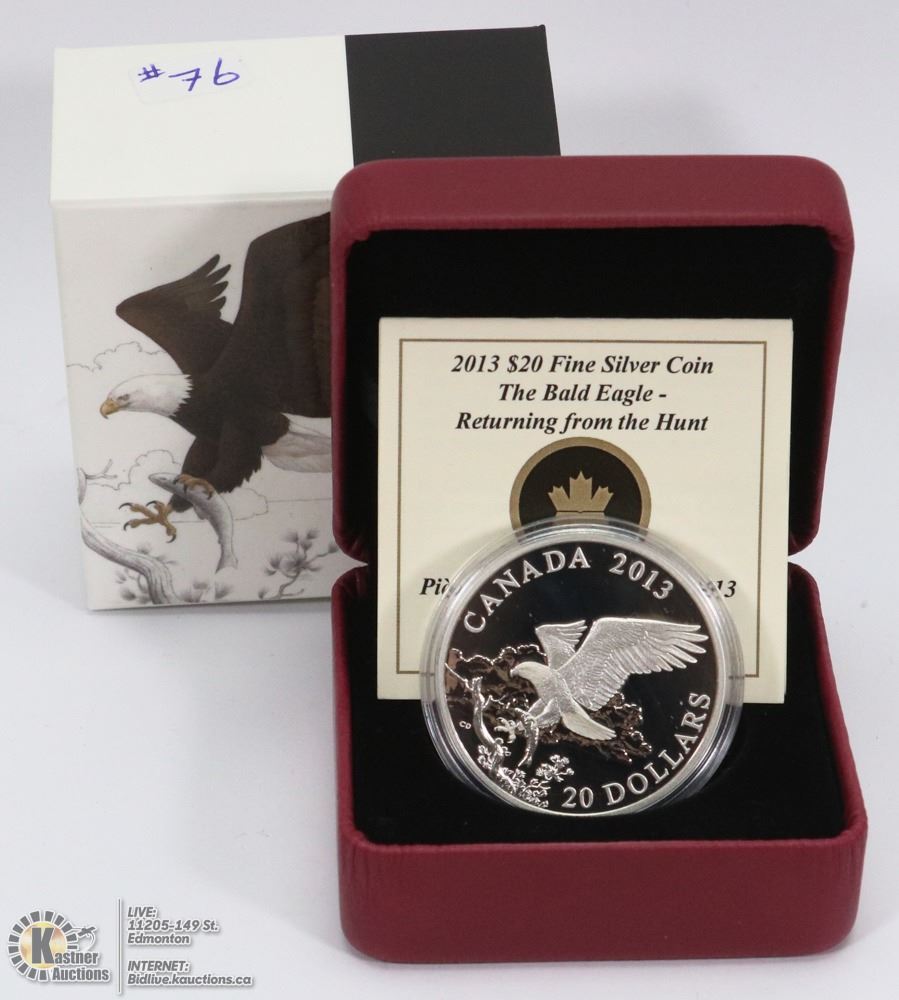 #76
2013 $20 Fine Silver Coin
The Bald Eagle -
Returning from the Hunt
CANADA 2013
CD
20 DOLLARS
Kastner
Auctions
LIVE:
11205-149 St.
Edmonton
INTERNET:
Bidlive.kauctions.ca